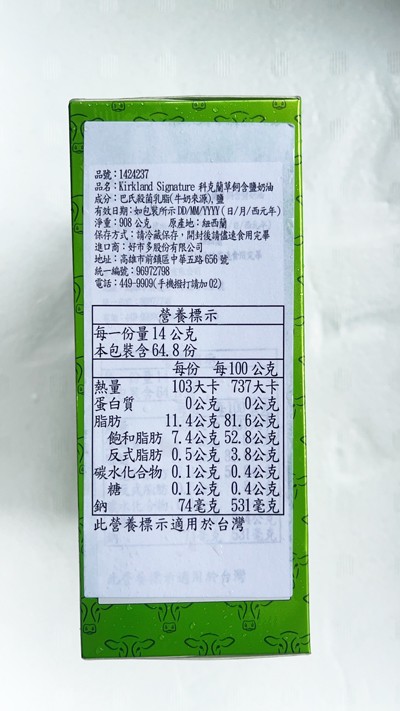 品號：1424237
品名：Kirkland Signature 科克蘭草飼含鹽奶油
成分：巴氏殺菌乳脂(牛奶來源),鹽
有效日期：如包裝所示DD/MM/YYYY(日/月/西元年)
淨重：908 公克 原產地：紐西蘭
保存方式：請冷藏保存，開封後請儘速食用完畢
進口商：好市多股份有限公司
地址：高雄市前鎮區中華五路656號
統一編號：96972798
電話：449-9909(手機撥打請加02)
營養標示
每一份量14公克
本包裝含64.8份
每份 每100公克
熱量 103大卡 737大卡
蛋白質 0公克 0公克
脂肪 11.4公克 81.6公克
飽和脂肪 7.4公克 52.8公克
反式脂肪 0.5公克 3.8公克
碳水化合物 0.1公克 0.4公克
糖 0.1公克 0.4公克
鈉 74毫克 531毫克
此營養標示適用於台灣